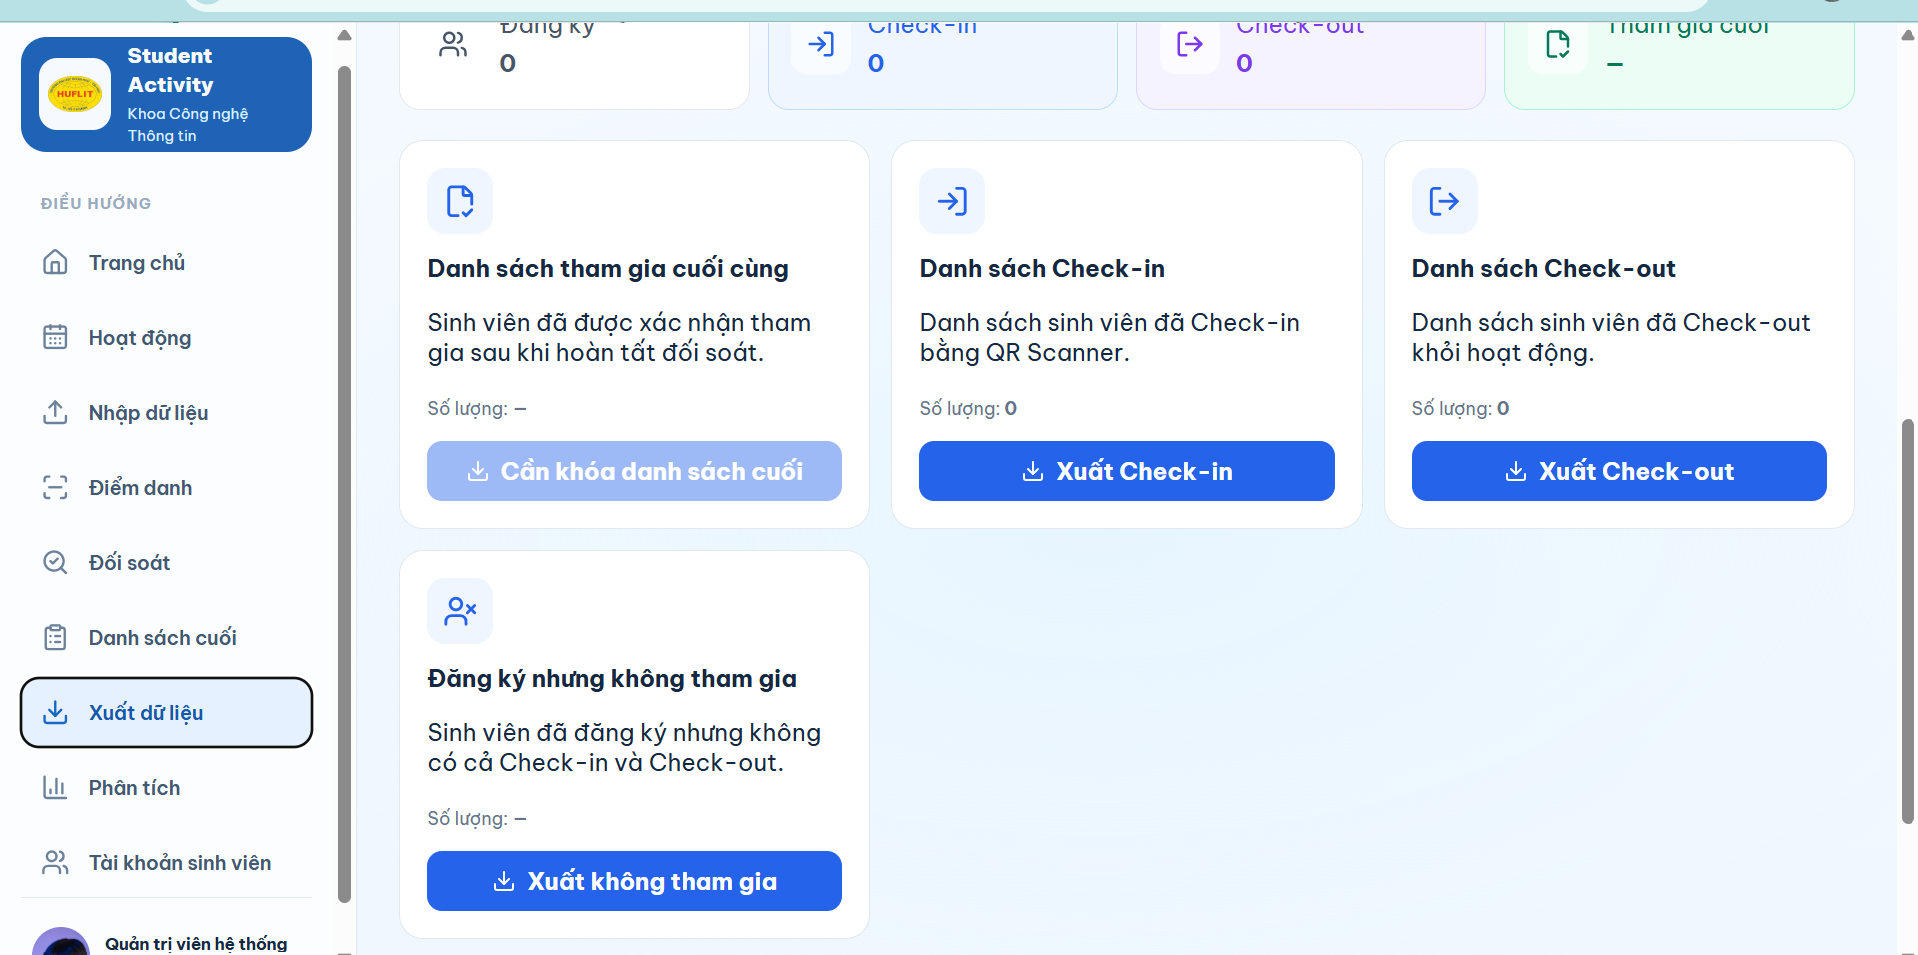 Student
Activity
Khoa Công nghệ
Thông tin
HUFLIT
ĐIỀU HƯỚNG
Trang chủ
Hoạt động
Nhập dữ liệu
Điểm danh
Đối soát
Danh sách cuối
Xuất dữ liệu
Phân tích
Tài khoản sinh viên
Quản trị viên hệ thống
Đăng ký
0
Check-in
0
Check-out
0
Tham gia cuối
—
Danh sách tham gia cuối cùng
Sinh viên đã được xác nhận tham
gia sau khi hoàn tất đối soát.
Số lượng: —
Cần khóa danh sách cuối
Danh sách Check-in
Danh sách sinh viên đã Check-in
bằng QR Scanner.
Số lượng: 0
Xuất Check-in
Danh sách Check-out
Danh sách sinh viên đã Check-out
khỏi hoạt động.
Số lượng: 0
Xuất Check-out
Đăng ký nhưng không tham gia
Sinh viên đã đăng ký nhưng không
có cả Check-in và Check-out.
Số lượng: —
Xuất không tham gia